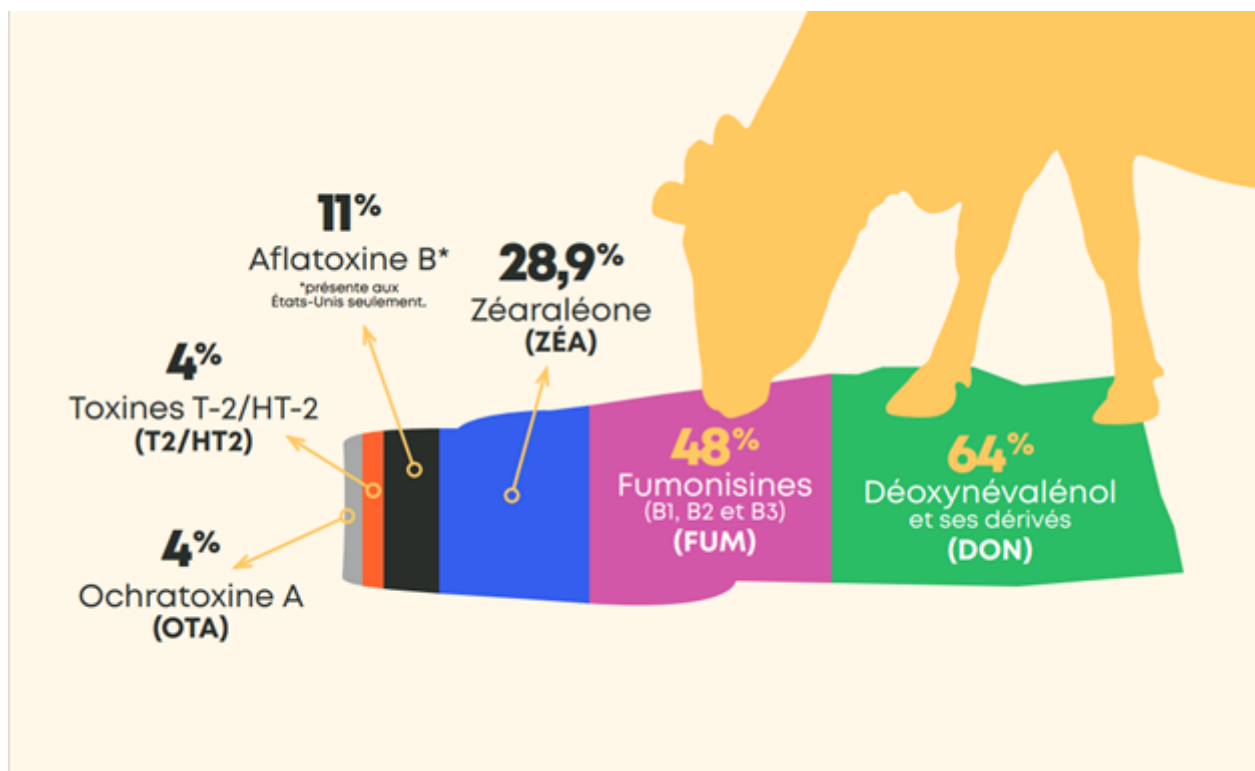 11%
Aflatoxine B*
*présente aux
États-Unis seulement.
28,9%
Zéaraléone
(ZÉA)
4%
Toxines T-2/HT-2
(T2/HT2)
4%
Ochratoxine A
(OTA)
48%
Fumonisines
(B1, B2 et B3)
(FUM)
64%
Déoxynévalénol
et ses dérivés
(DON)